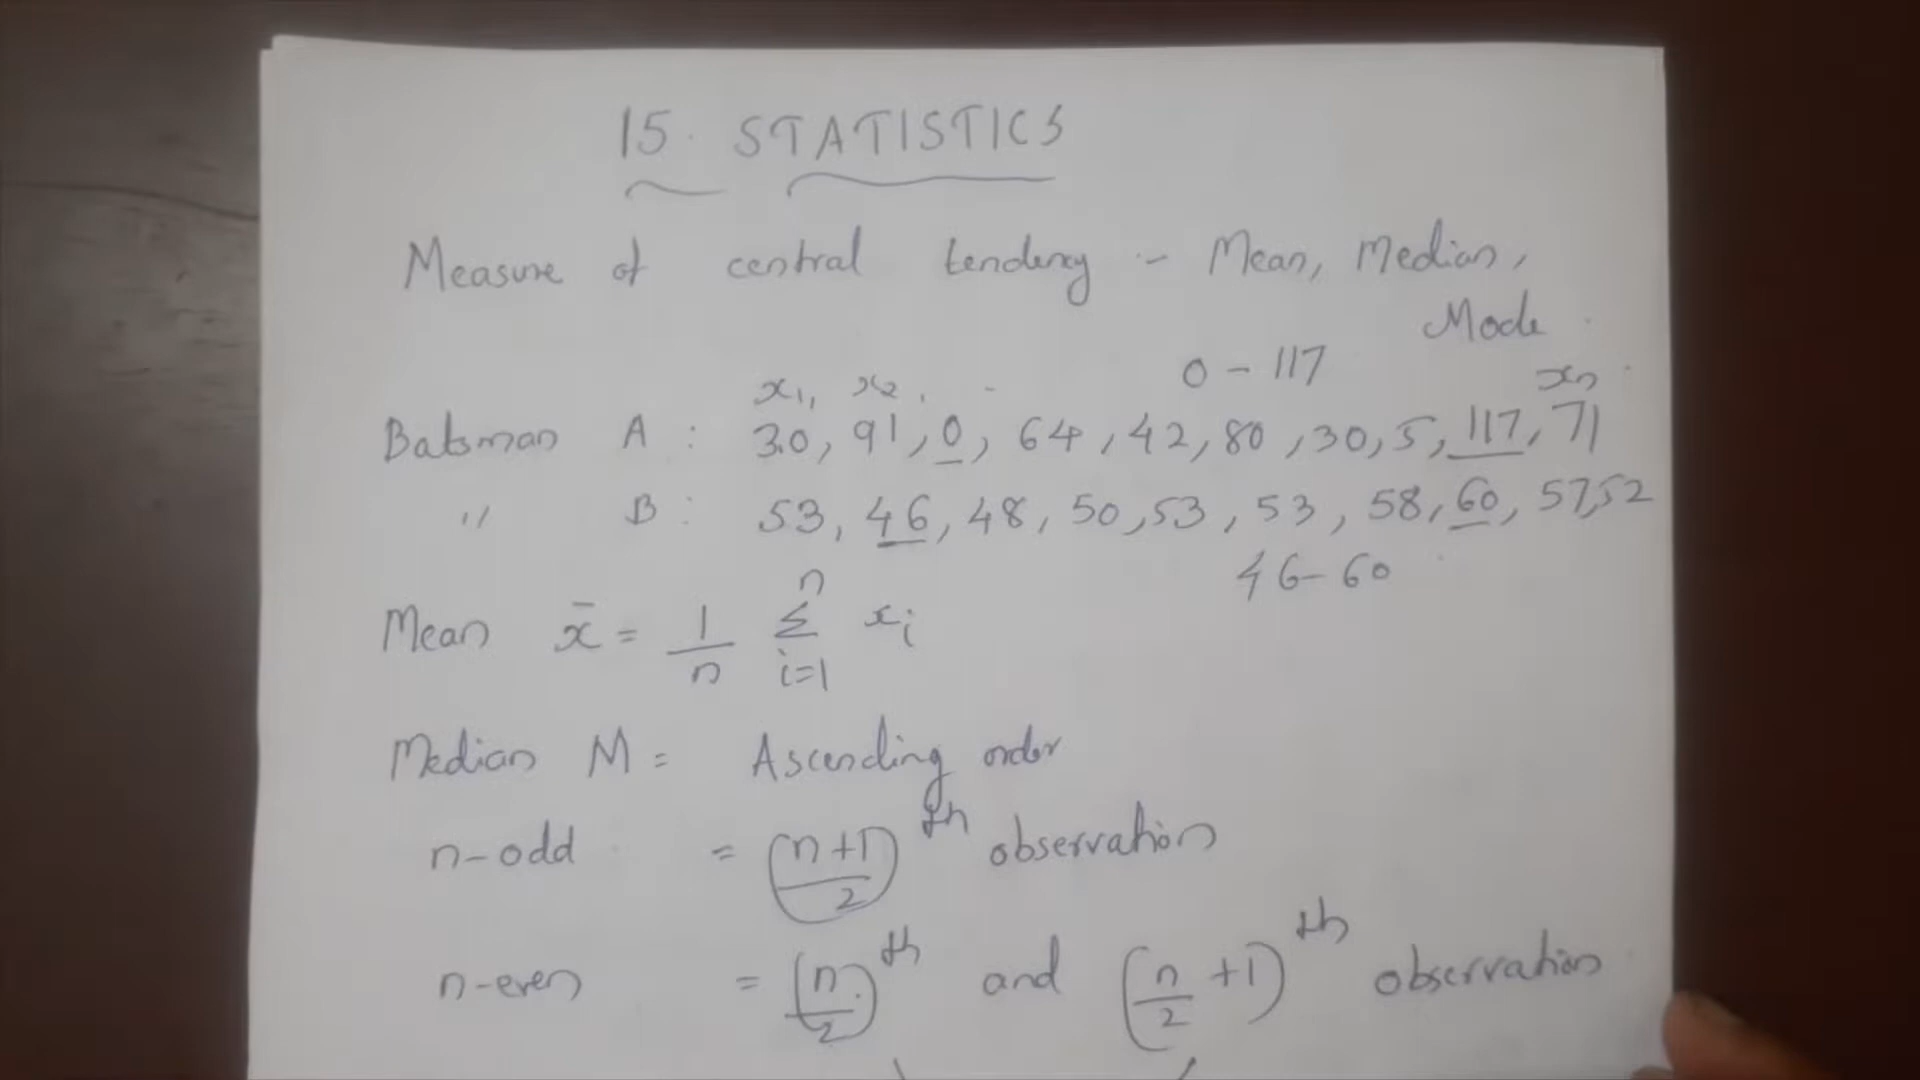 15. STATISTICS
Measure of central tendency - Mean, Median,
Mode
0 - 117
x₁, x₂, xₙ
Batsman A : 30, 91, 0, 64, 42, 80, 30, 5, 117, 71
" B : 53, 46, 48, 50, 53, 53, 58, 60, 57, 52
46-60
Mean x̄ = 1/n Σ i=1 n xᵢ
Median M = Ascending order
n-odd = (n+1/2)th observation
n-even = (n/2)th and (n/2 +1)th observation